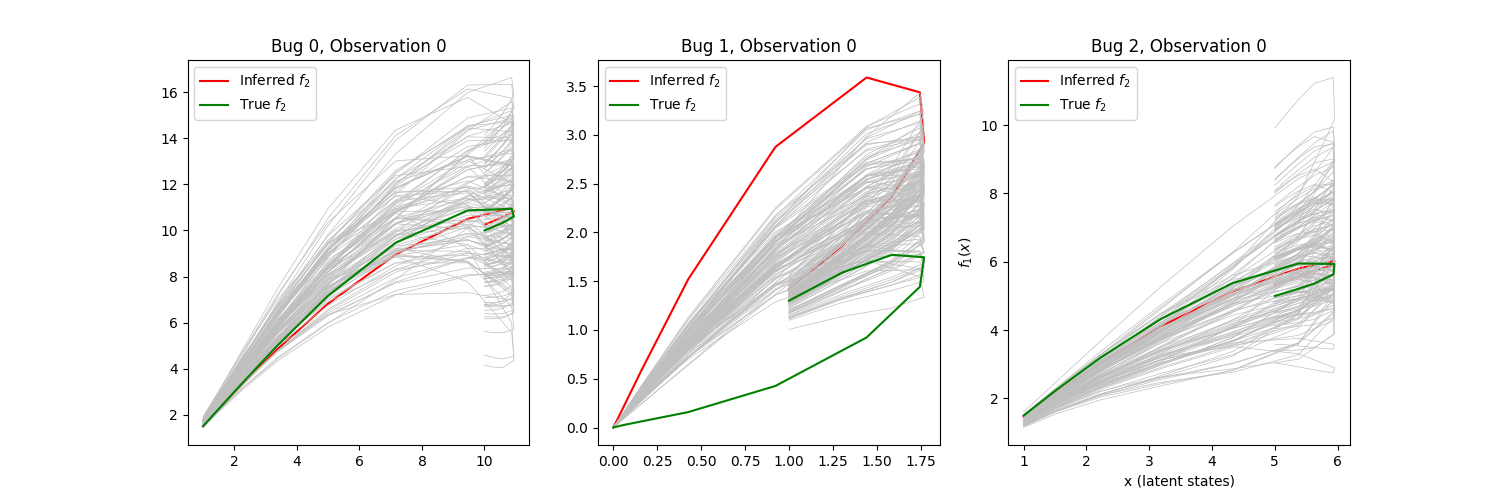 Bug 0, Observation 0
Inferred f₂
True f₂
16
14
12
10
8
6
4
2
2 4 6 8 10
Bug 1, Observation 0
Inferred f₂
True f₂
3.5
3.0
2.5
2.0
1.5
1.0
0.5
0.0
0.00 0.25 0.50 0.75 1.00 1.25 1.50 1.75
Bug 2, Observation 0
Inferred f₂
True f₂
f₁(x)
10
8
6
4
2
1 2 3 4 5 6
x (latent states)